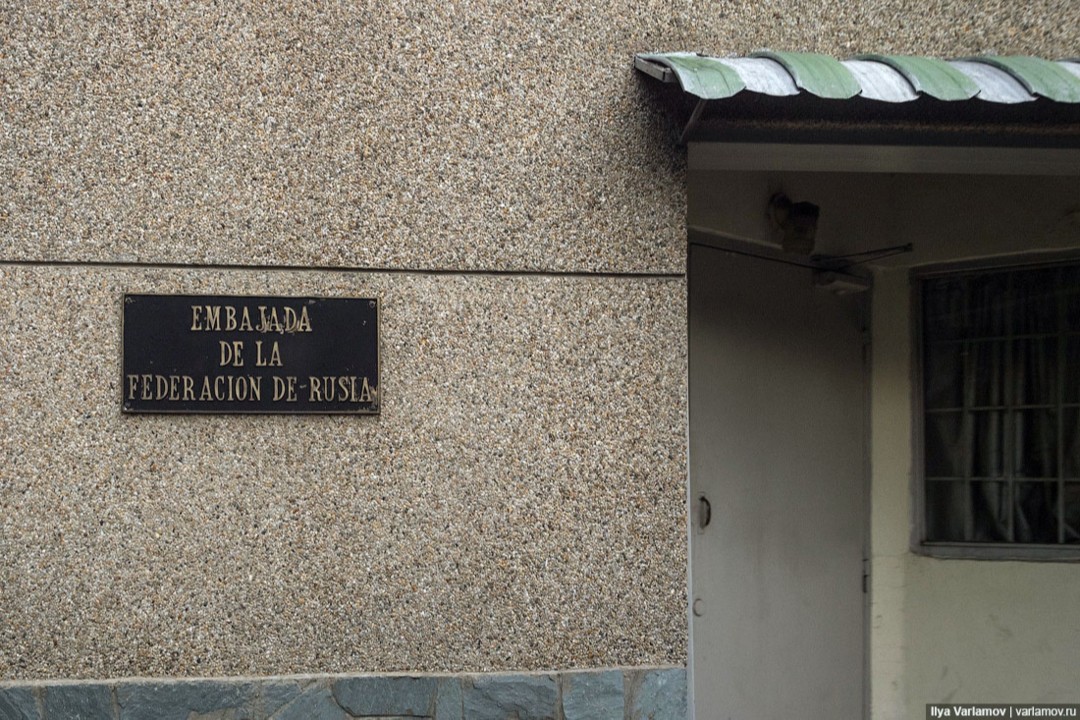 EMBAJADA
DE LA
FEDERACION DE-RUSIA
Ilya Varlamov | varlamov.ru